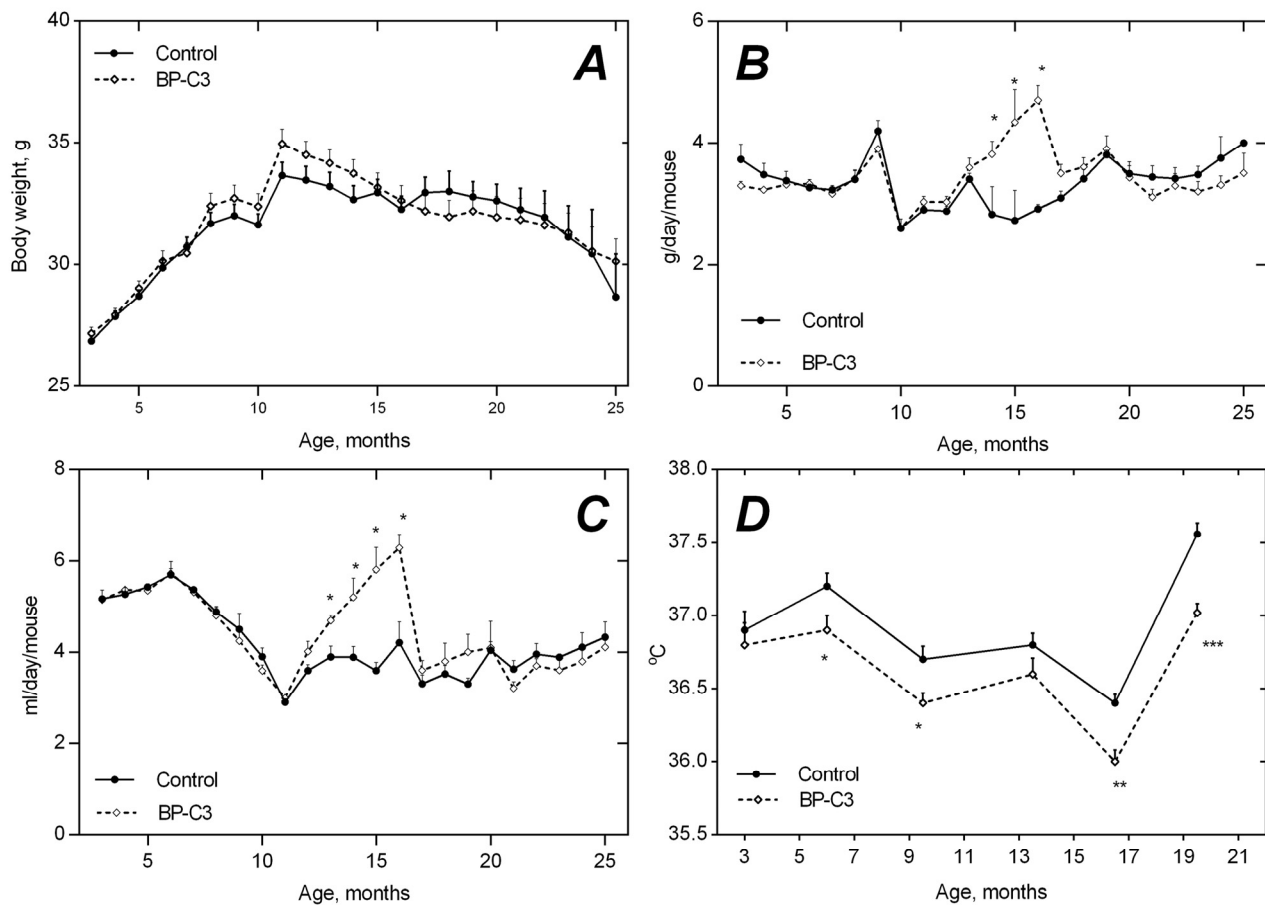 40
35
30
25
Body weight, g
Control
BP-C3
A
5
10
15
20
25
Age, months
6
4
2
0
g/day/mouse
B
*
*
*
Control
BP-C3
5
10
15
20
25
Age, months
8
6
4
2
0
ml/day/mouse
C
*
*
*
*
Control
BP-C3
5
10
15
20
25
Age, months
38.0
37.5
37.0
36.5
36.0
35.5
ºC
D
*
*
**
***
Control
BP-C3
3
5
7
9
11
13
15
17
19
21
Age, months